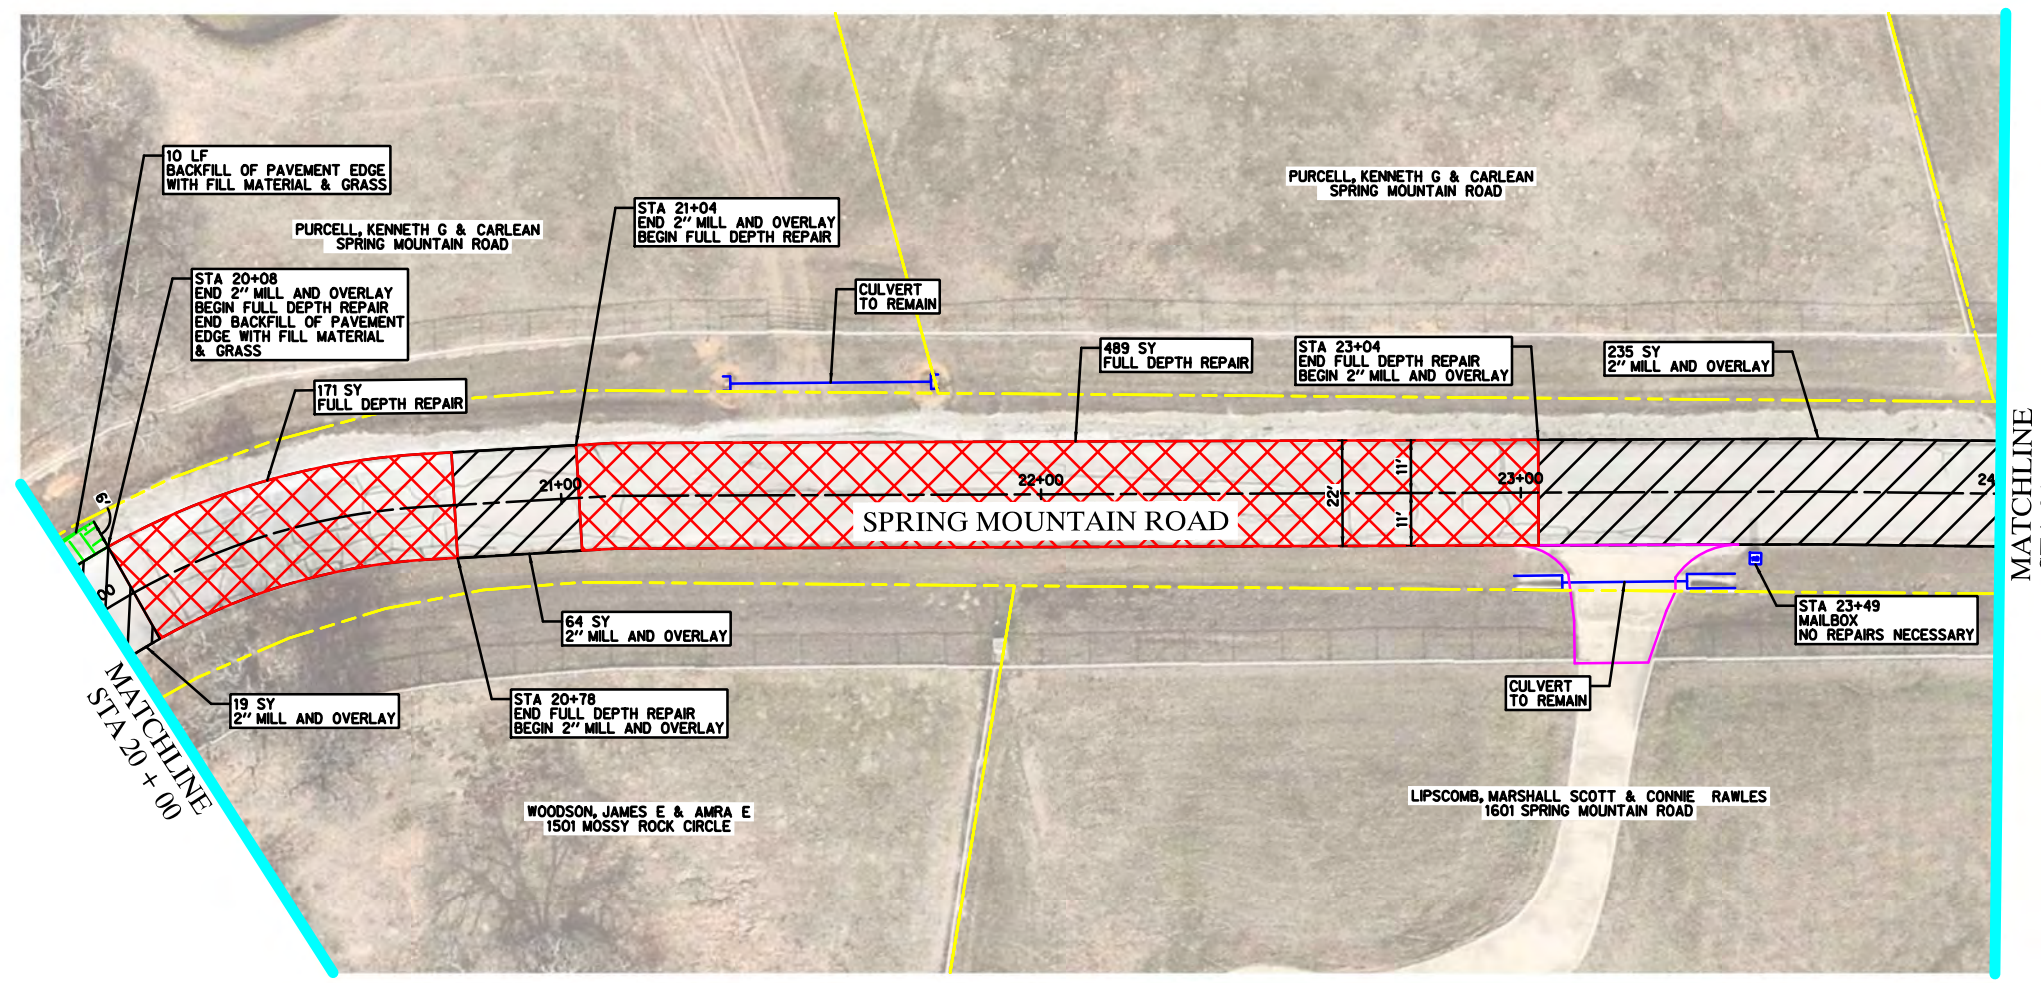 10 LF
BACKFILL OF PAVEMENT EDGE
WITH FILL MATERIAL & GRASS
PURCELL, KENNETH G & CARLEAN
SPRING MOUNTAIN ROAD
STA 21+04
END 2" MILL AND OVERLAY
BEGIN FULL DEPTH REPAIR
PURCELL, KENNETH G & CARLEAN
SPRING MOUNTAIN ROAD
STA 20+08
END 2" MILL AND OVERLAY
BEGIN FULL DEPTH REPAIR
END BACKFILL OF PAVEMENT
EDGE WITH FILL MATERIAL
& GRASS
CULVERT
TO REMAIN
489 SY
FULL DEPTH REPAIR
STA 23+04
END FULL DEPTH REPAIR
BEGIN 2" MILL AND OVERLAY
235 SY
2" MILL AND OVERLAY
171 SY
FULL DEPTH REPAIR
6'
21+00
22+00
23+00
24
22'
11'
11'
SPRING MOUNTAIN ROAD
MATCHLINE
64 SY
2" MILL AND OVERLAY
STA 23+49
MAILBOX
NO REPAIRS NECESSARY
19 SY
2" MILL AND OVERLAY
STA 20+78
END FULL DEPTH REPAIR
BEGIN 2" MILL AND OVERLAY
CULVERT
TO REMAIN
MATCHLINE
STA 20 + 00
WOODSON, JAMES E & AMRA E
1501 MOSSY ROCK CIRCLE
LIPSCOMB, MARSHALL SCOTT & CONNIE RAWLES
1601 SPRING MOUNTAIN ROAD